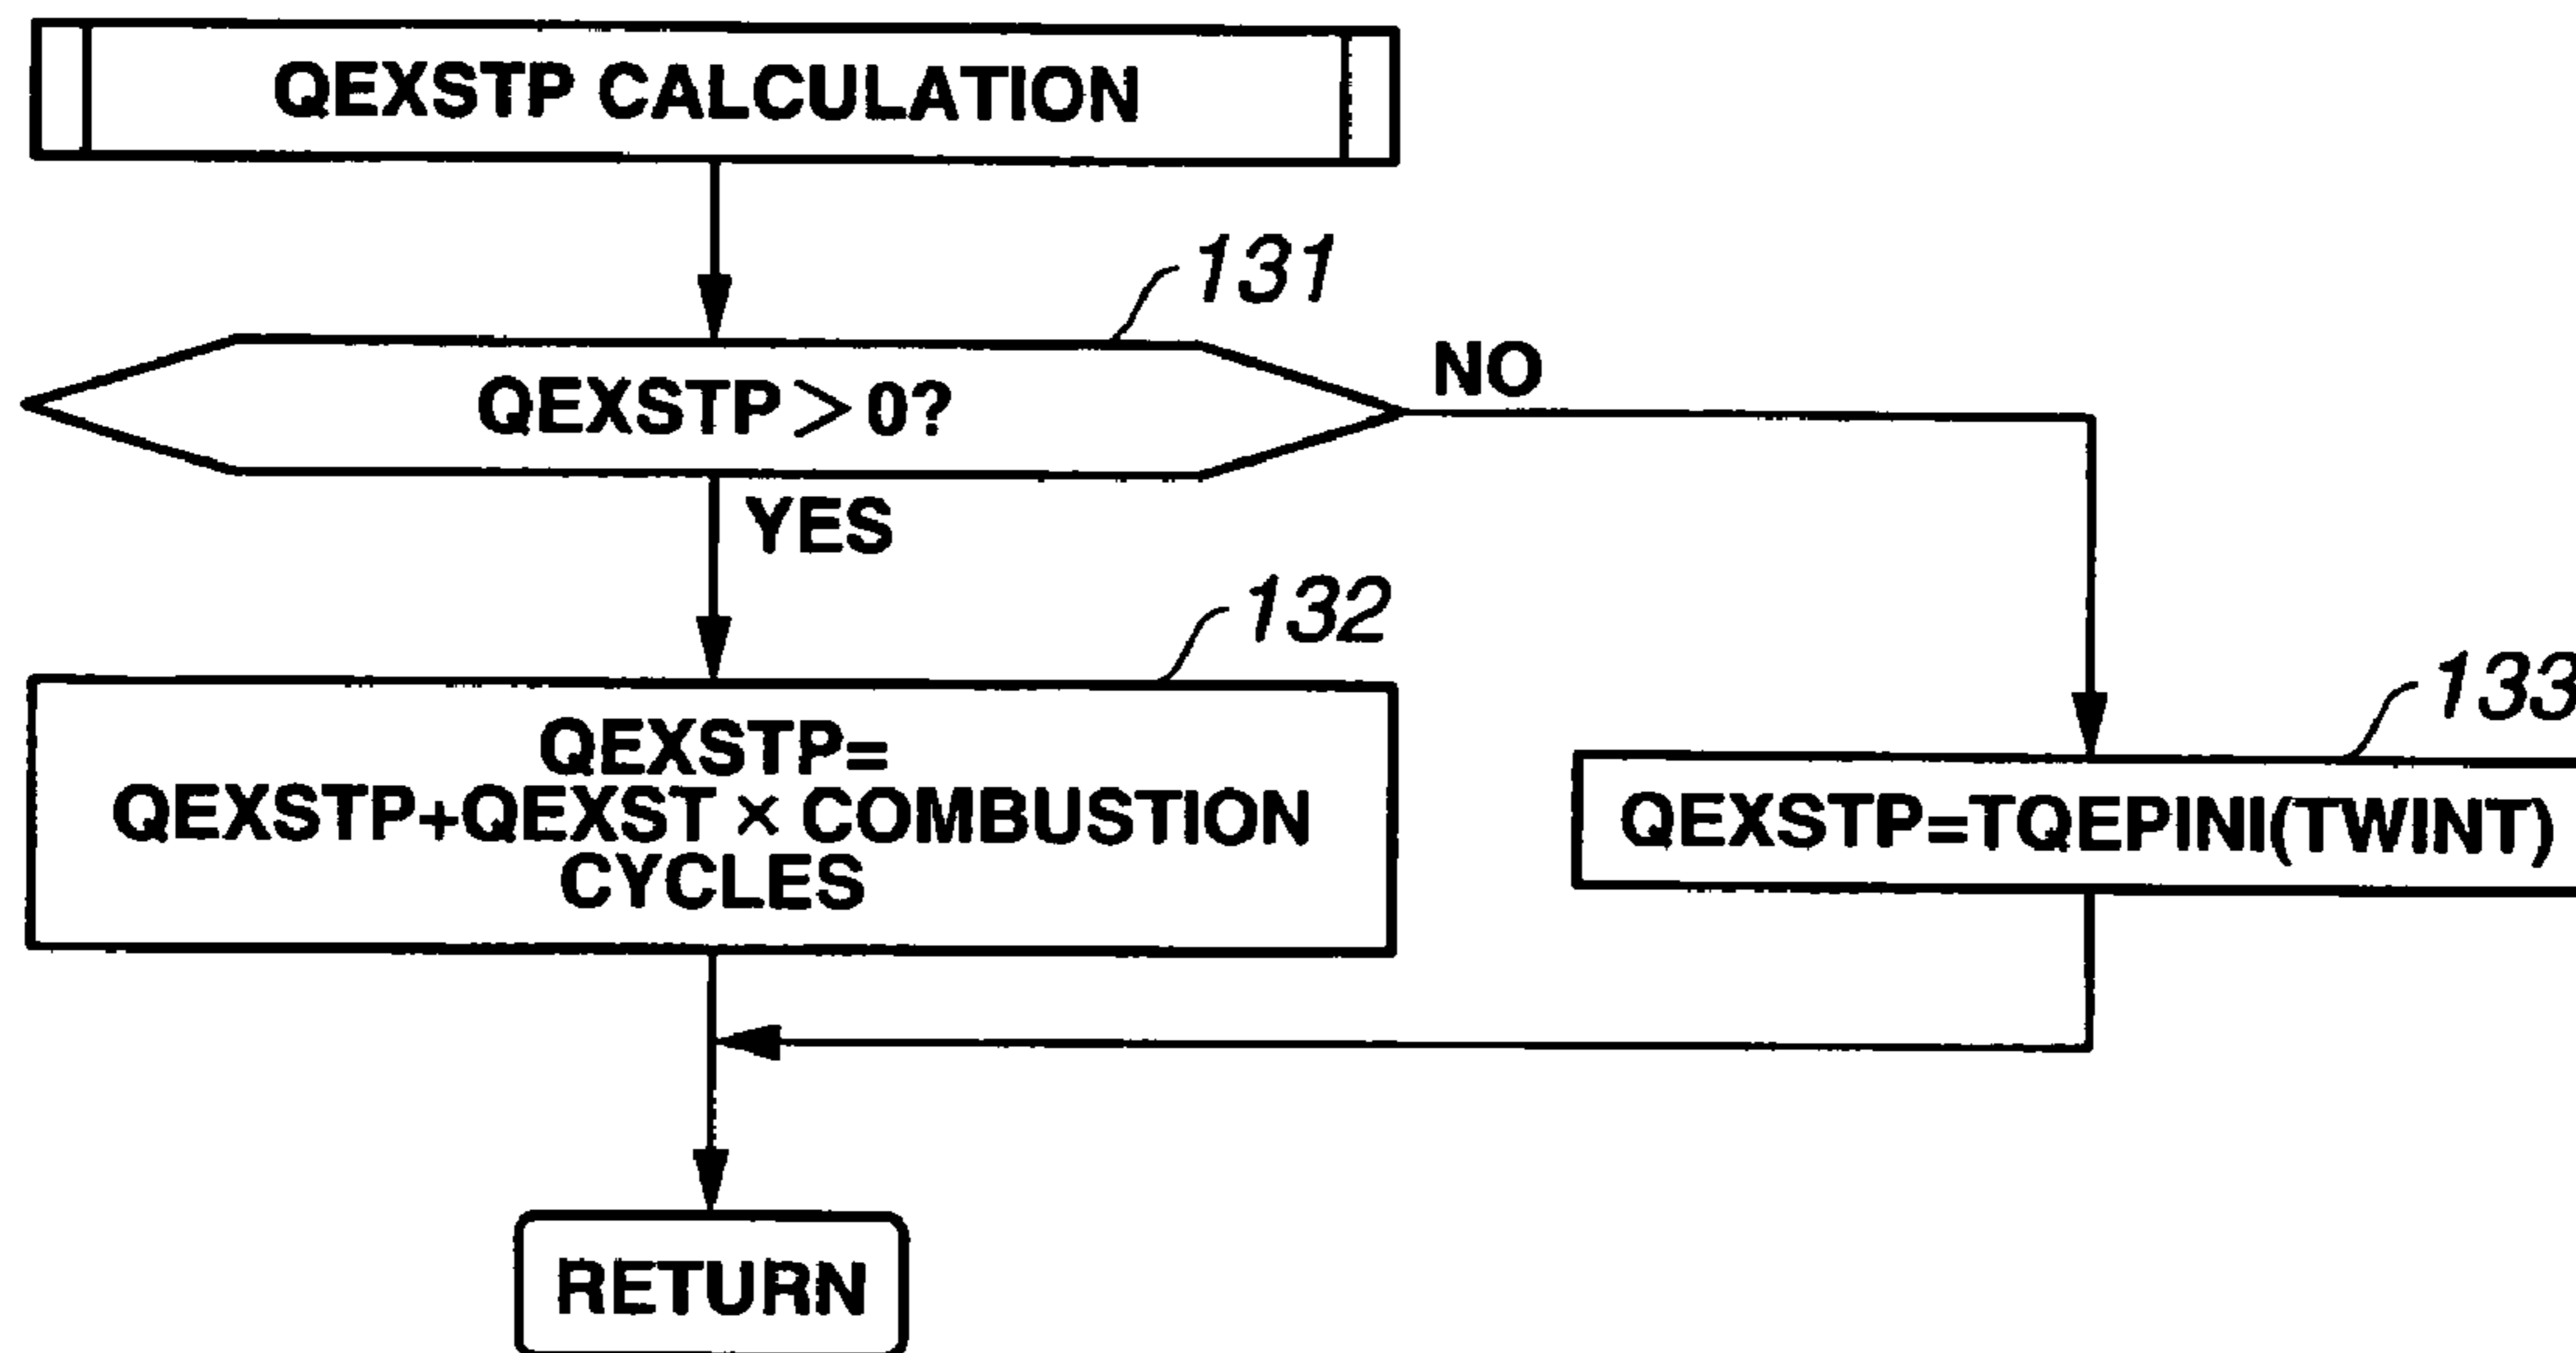 QEXSTP CALCULATION
131
QEXSTP > 0?
NO
YES
132
QEXSTP=
QEXSTP+QEXST × COMBUSTION
CYCLES
133
QEXSTP=TQEPINI(TWINT)
RETURN